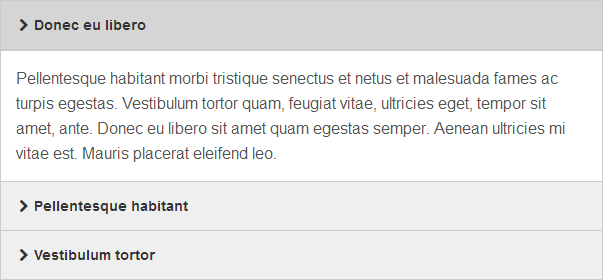 Donec eu libero
Pellentesque habitant morbi tristique senectus et netus et malesuada fames ac
turpis egestas. Vestibulum tortor quam, feugiat vitae, ultricies eget, tempor sit
amet, ante. Donec eu libero sit amet quam egestas semper. Aenean ultricies mi
vitae est. Mauris placerat eleifend leo.
Pellentesque habitant
Vestibulum tortor